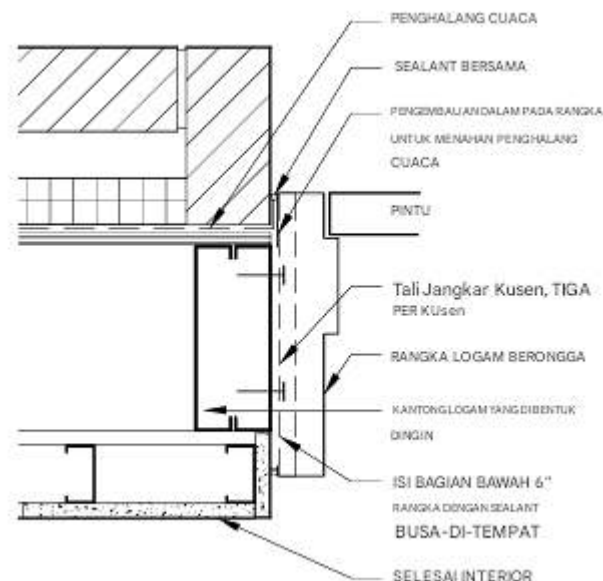 PENGHALANG CUACA
SEALANT BERSAMA
PENGEMBALIAN DALAM PADA RANGKA
UNTUK MENAHAN PENGHALANG
CUACA
PINTU
Tali Jangkar Kusen, TIGA
PER KUsen
RANGKA LOGAM BERONGGA
KANTONG LOGAM YANG DIBENTUK
DINGIN
ISI BAGIAN BAWAH 6"
RANGKA DENGAN SEALANT
BUSA-DI-TEMPAT
SELESAI INTERIOR